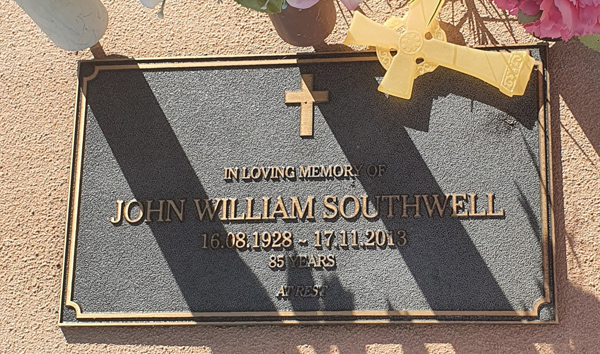 IN LOVING MEMORY OF
JOHN WILLIAM SOUTHWELL
16.08.1928 ~ 17.11.2013
85 YEARS
AT REST